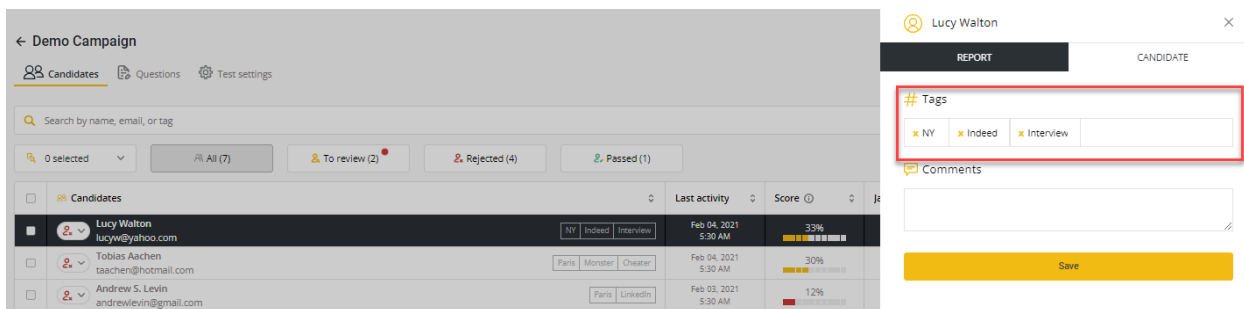 Demo Campaign
Candidates Questions Test settings
Search by name, email, or tag
0 selected All (7) To review (2) Rejected (4) Passed (1)
Candidates Last activity Score
Lucy Walton
lucyw@yahoo.com NY Indeed Interview Feb 04, 2021 5:30 AM 33%
Tobias Aachen
taachen@hotmail.com Paris Monster Cheater Feb 04, 2021 5:30 AM 30%
Andrew S. Levin
andrewlevin@gmail.com Paris LinkedIn Feb 03, 2021 5:30 AM 12%
Lucy Walton
REPORT CANDIDATE
# Tags
x NY x Indeed x Interview
Comments
Save